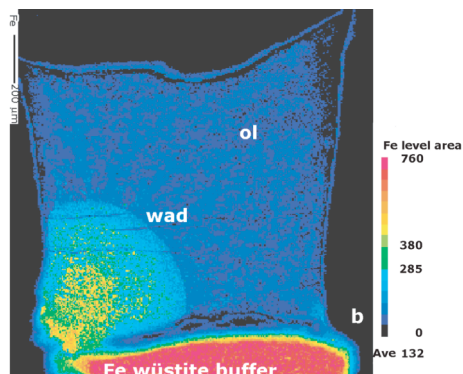 Fe
200 µm
ol
Fe level area
760
wad
380
285
b
0
Ave 132
Fe wüstite buffer